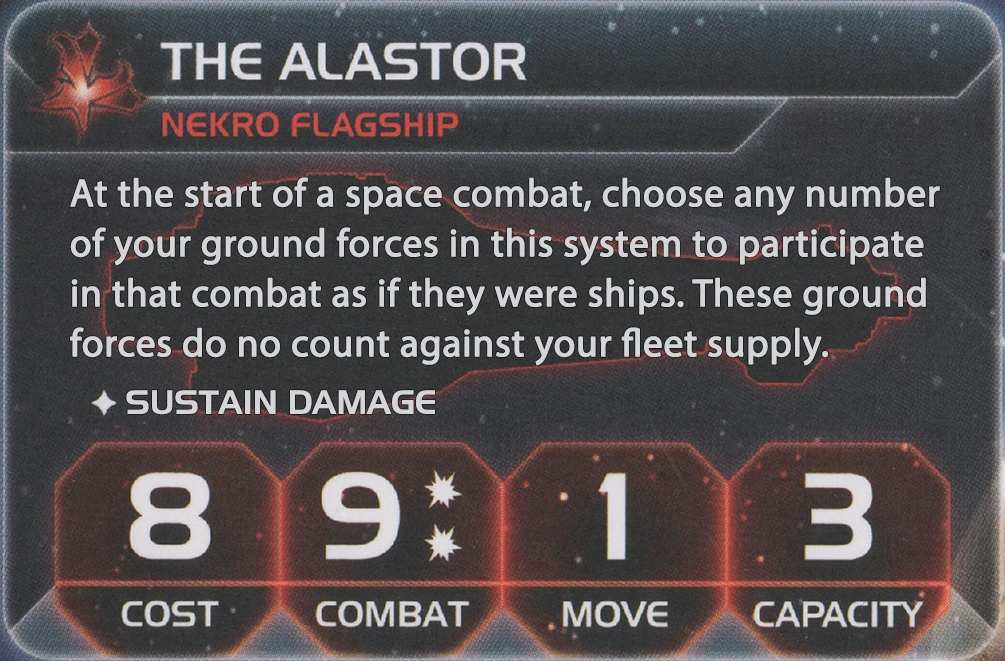 THE ALASTOR
NEKRO FLAGSHIP
At the start of a space combat, choose any number
of your ground forces in this system to participate
in that combat as if they were ships. These ground
forces do no count against your fleet supply.
SUSTAIN DAMAGE
8 9 1 3
COST COMBAT MOVE CAPACITY